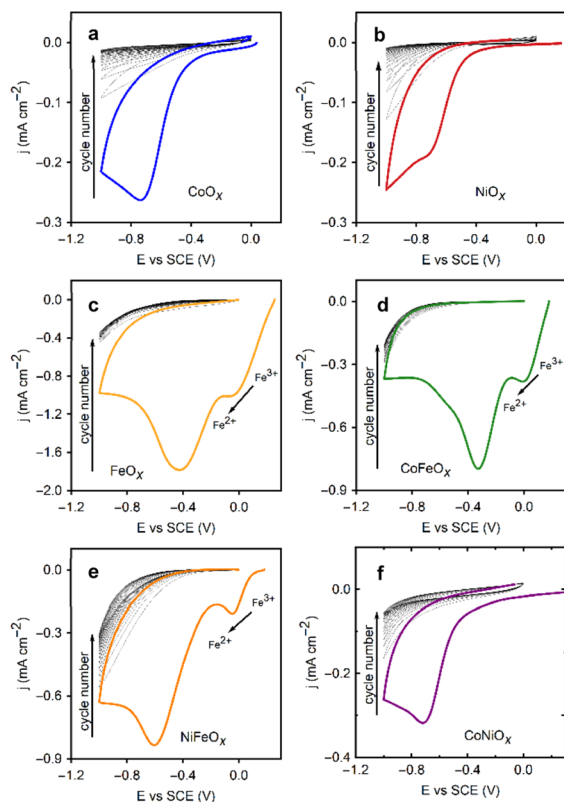 a
j (mA cm⁻²)
0.0
−0.1
−0.2
−0.3
cycle number
CoOₓ
−1.2 −0.8 −0.4 0.0
E vs SCE (V)
b
j (mA cm⁻²)
0.0
−0.1
−0.2
−0.3
cycle number
NiOₓ
−1.2 −0.8 −0.4 0.0
E vs SCE (V)
c
j (mA cm⁻²)
0.0
−0.4
−0.8
−1.2
−1.6
−2.0
cycle number
Fe³⁺
Fe²⁺
FeOₓ
−1.2 −0.8 −0.4 0.0
E vs SCE (V)
d
j (mA cm⁻²)
0.0
−0.3
−0.6
−0.9
cycle number
Fe³⁺
Fe²⁺
CoFeOₓ
−1.2 −0.8 −0.4 0.0
E vs SCE (V)
e
j (mA cm⁻²)
0.0
−0.3
−0.6
−0.9
cycle number
Fe³⁺
Fe²⁺
NiFeOₓ
−1.2 −0.8 −0.4 0.0
E vs SCE (V)
f
j (mA cm⁻²)
0.0
−0.2
−0.4
cycle number
CoNiOₓ
−1.2 −0.8 −0.4 0.0
E vs SCE (V)